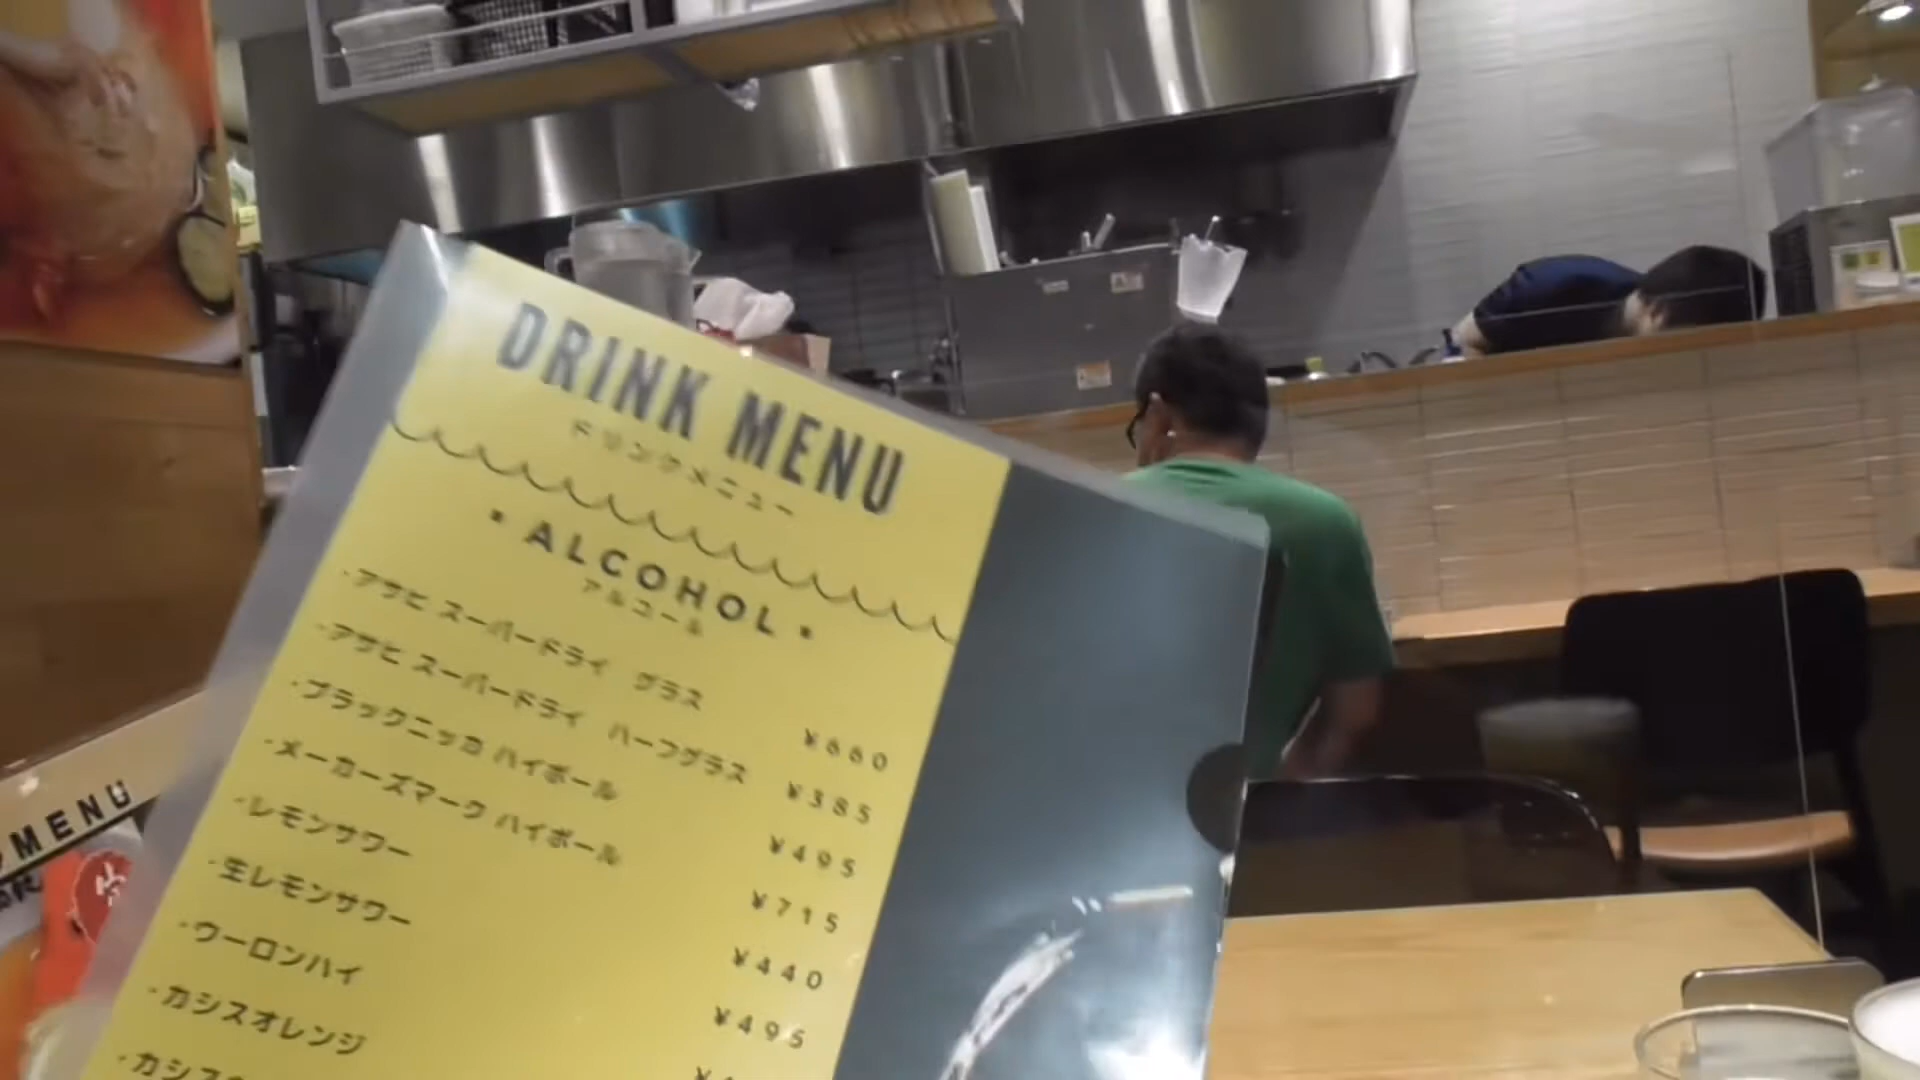 DRINK MENU
ドリンクメニュー
• ALCOHOL •
アルコール
・アサヒ スーパードライ グラス ¥660
・アサヒ スーパードライ ハーフグラス ¥385
・ブラックニッカ ハイボール ¥495
・メーカーズマーク ハイボール ¥715
・レモンサワー ¥440
・生レモンサワー ¥495
・ウーロンハイ
・カシスオレンジ
・カシス
MENU